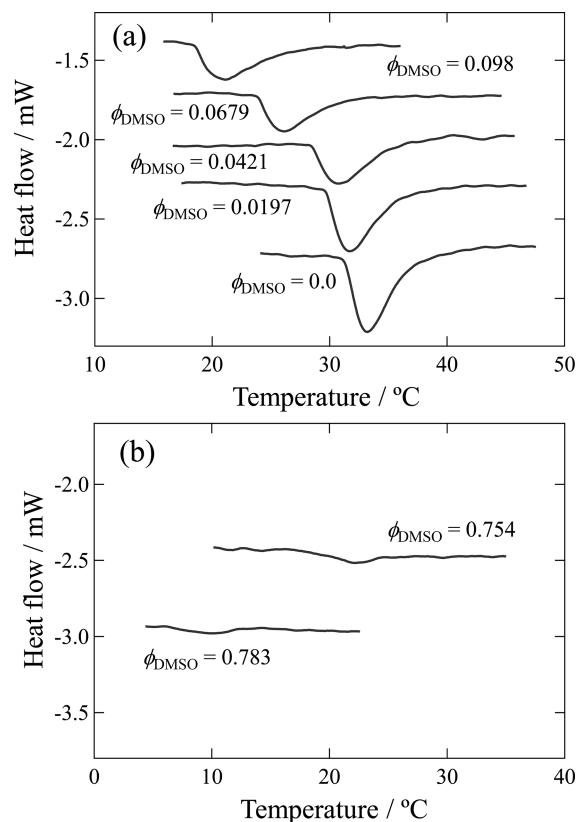 (a)
-1.5
-2.0
-2.5
-3.0
Heat flow / mW
ϕDMSO = 0.098
ϕDMSO = 0.0679
ϕDMSO = 0.0421
ϕDMSO = 0.0197
ϕDMSO = 0.0
10 20 30 40 50
Temperature / ºC
(b)
-2.0
-2.5
-3.0
-3.5
Heat flow / mW
ϕDMSO = 0.754
ϕDMSO = 0.783
0 10 20 30 40
Temperature / ºC